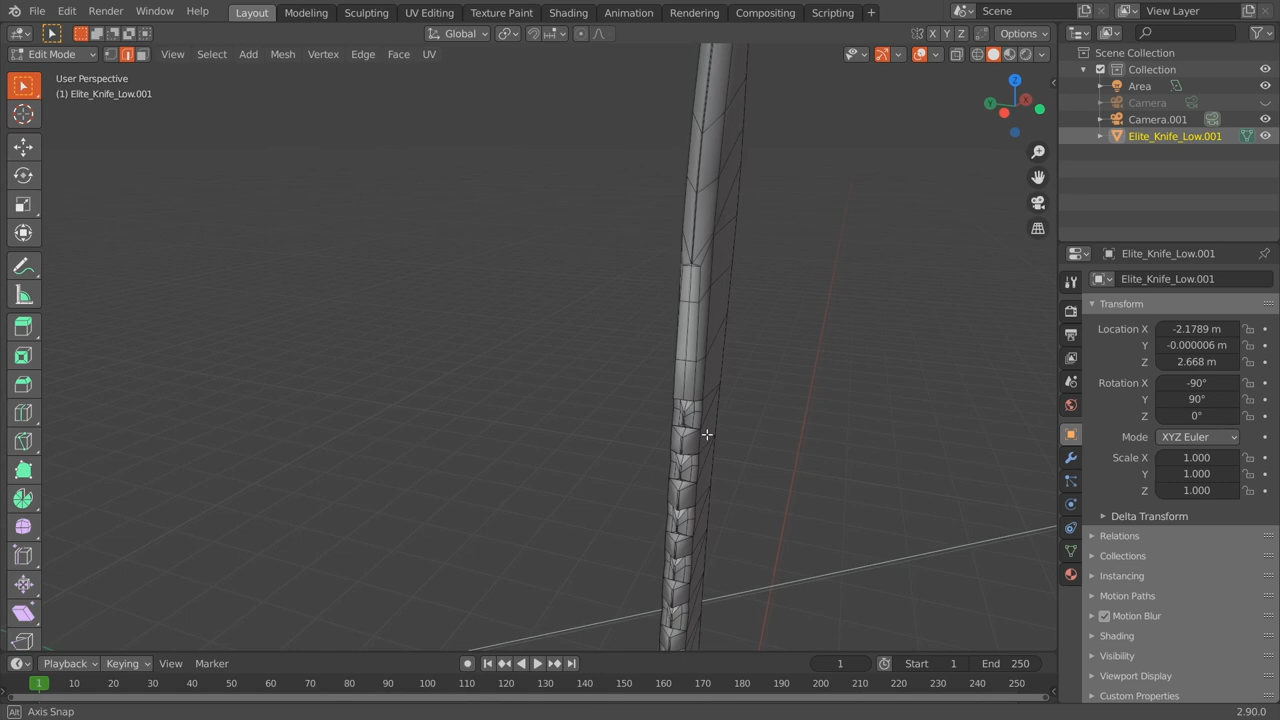 File Edit Render Window Help Layout Modeling Sculpting UV Editing Texture Paint Shading Animation Rendering Compositing Scripting + Scene View Layer
Global X Y Z Options
Edit Mode View Select Add Mesh Vertex Edge Face UV
User Perspective
(1) Elite_Knife_Low.001
Z
Y
X
Scene Collection
Collection
Area
Camera
Camera.001
Elite_Knife_Low.001
Elite_Knife_Low.001
Elite_Knife_Low.001
Transform
Location X -2.1789 m
Y -0.000006 m
Z 2.668 m
Rotation X -90°
Y 90°
Z 0°
Mode XYZ Euler
Scale X 1.000
Y 1.000
Z 1.000
Delta Transform
Relations
Collections
Instancing
Motion Paths
Motion Blur
Shading
Visibility
Viewport Display
Custom Properties
Playback Keying View Marker 1 Start 1 End 250
1 10 20 30 40 50 60 70 80 90 100 110 120 130 140 150 160 170 180 190 200 210 220 230 240 250
Alt Axis Snap 2.90.0